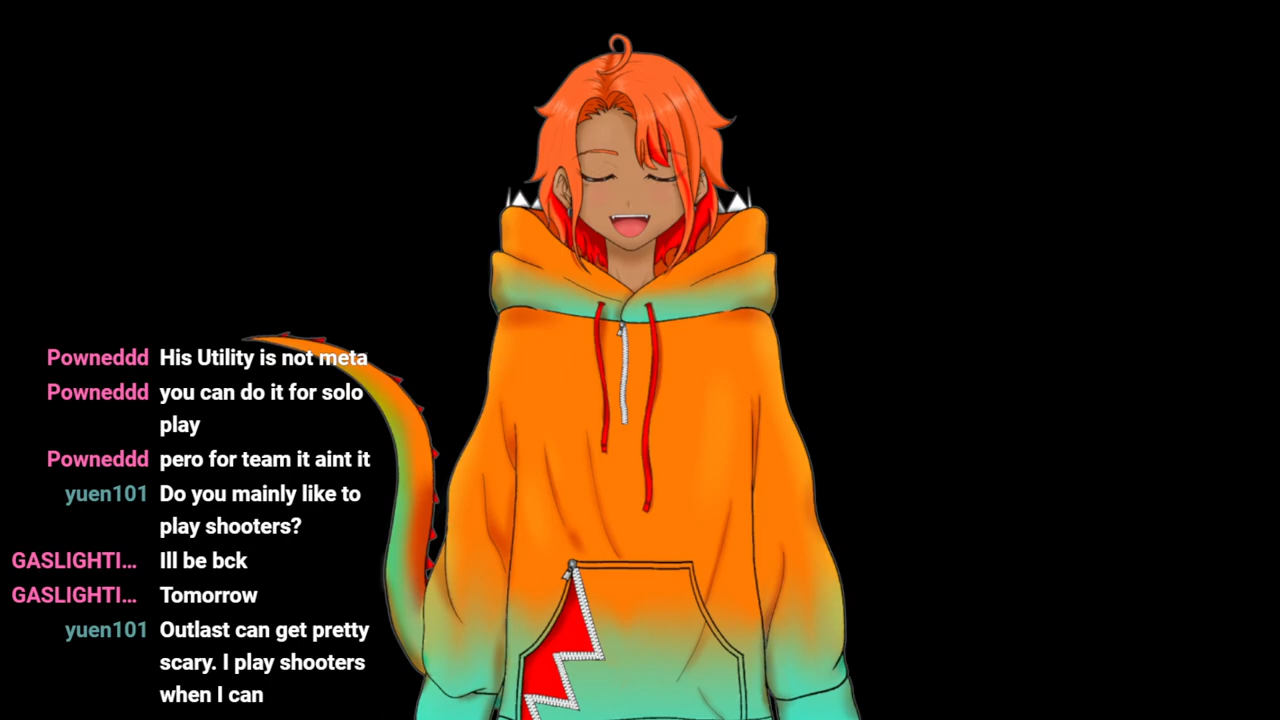 Powneddd His Utility is not meta
Powneddd you can do it for solo
play
Powneddd pero for team it aint it
yuen101 Do you mainly like to
play shooters?
GASLIGHTI... Ill be bck
GASLIGHTI... Tomorrow
yuen101 Outlast can get pretty
scary. I play shooters
when I can